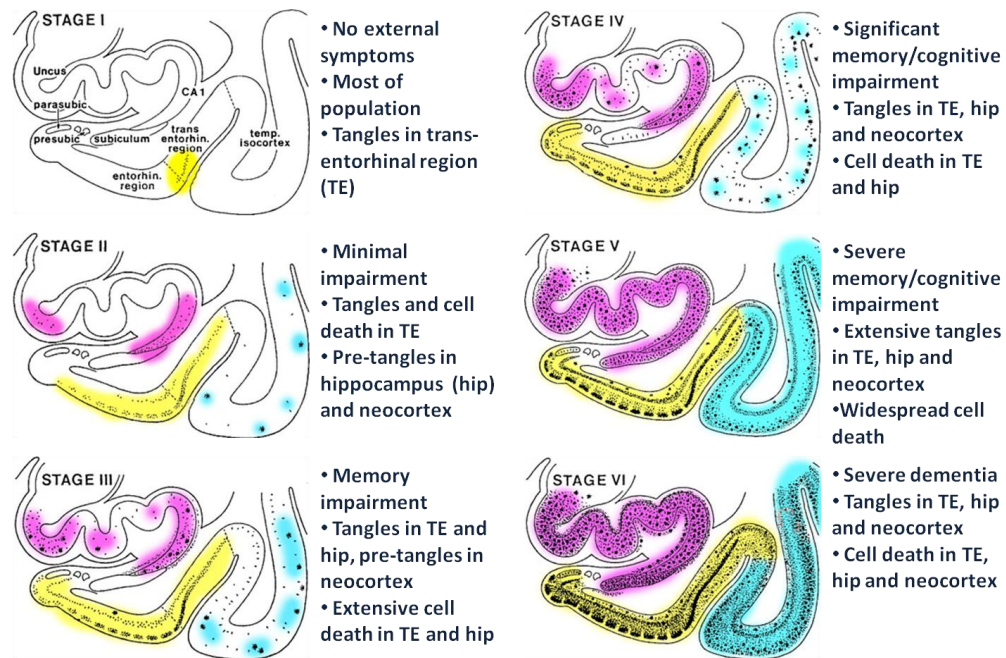 STAGE I
Uncus
CA1
parasubic
presubic
subiculum
trans
entorhin.
region
temp.
isocortex
entorhin.
region
• No external
symptoms
• Most of
population
• Tangles in trans-
entorhinal region
(TE)
STAGE II
• Minimal
impairment
• Tangles and cell
death in TE
• Pre-tangles in
hippocampus (hip)
and neocortex
STAGE III
• Memory
impairment
• Tangles in TE and
hip, pre-tangles in
neocortex
• Extensive cell
death in TE and hip
STAGE IV
• Significant
memory/cognitive
impairment
• Tangles in TE, hip
and neocortex
• Cell death in TE
and hip
STAGE V
• Severe
memory/cognitive
impairment
• Extensive tangles
in TE, hip and
neocortex
•Widespread cell
death
STAGE VI
• Severe dementia
• Tangles in TE, hip
and neocortex
• Cell death in TE,
hip and neocortex